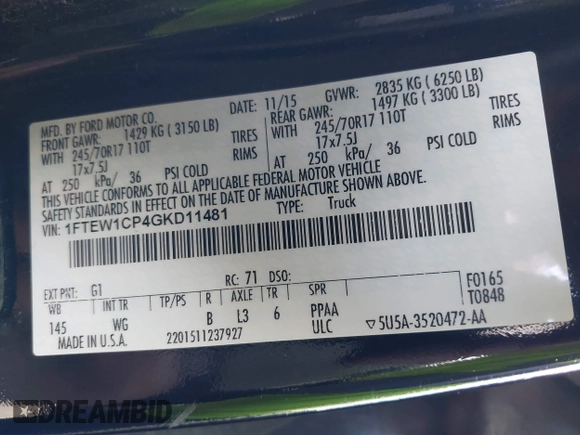 MFD. BY FORD MOTOR CO. DATE: 11/15 GVWR: 2835 KG ( 6250 LB)
FRONT GAWR: 1429 KG ( 3150 LB) REAR GAWR: 1497 KG ( 3300 LB)
WITH 245/70R17 110T TIRES WITH 245/70R17 110T TIRES
17x7.5J RIMS 17x7.5J RIMS
AT 250 kPa/ 36 PSI COLD AT 250 kPa/ 36 PSI COLD
THIS VEHICLE CONFORMS TO ALL APPLICABLE FEDERAL MOTOR VEHICLE
SAFETY STANDARDS IN EFFECT ON THE DATE OF MANUFACTURE SHOWN ABOVE.
VIN: 1FTEW1CP4GKD11481 TYPE: Truck
EXT PNT: G1 RC: 71 DSO: F0165
WB INT TR TP/PS R AXLE TR SPR T0848
145 WG B L3 6 PPAA
ULC ▽5U5A-3520472-AA
MADE IN U.S.A. 2201511237927
DREAMBID